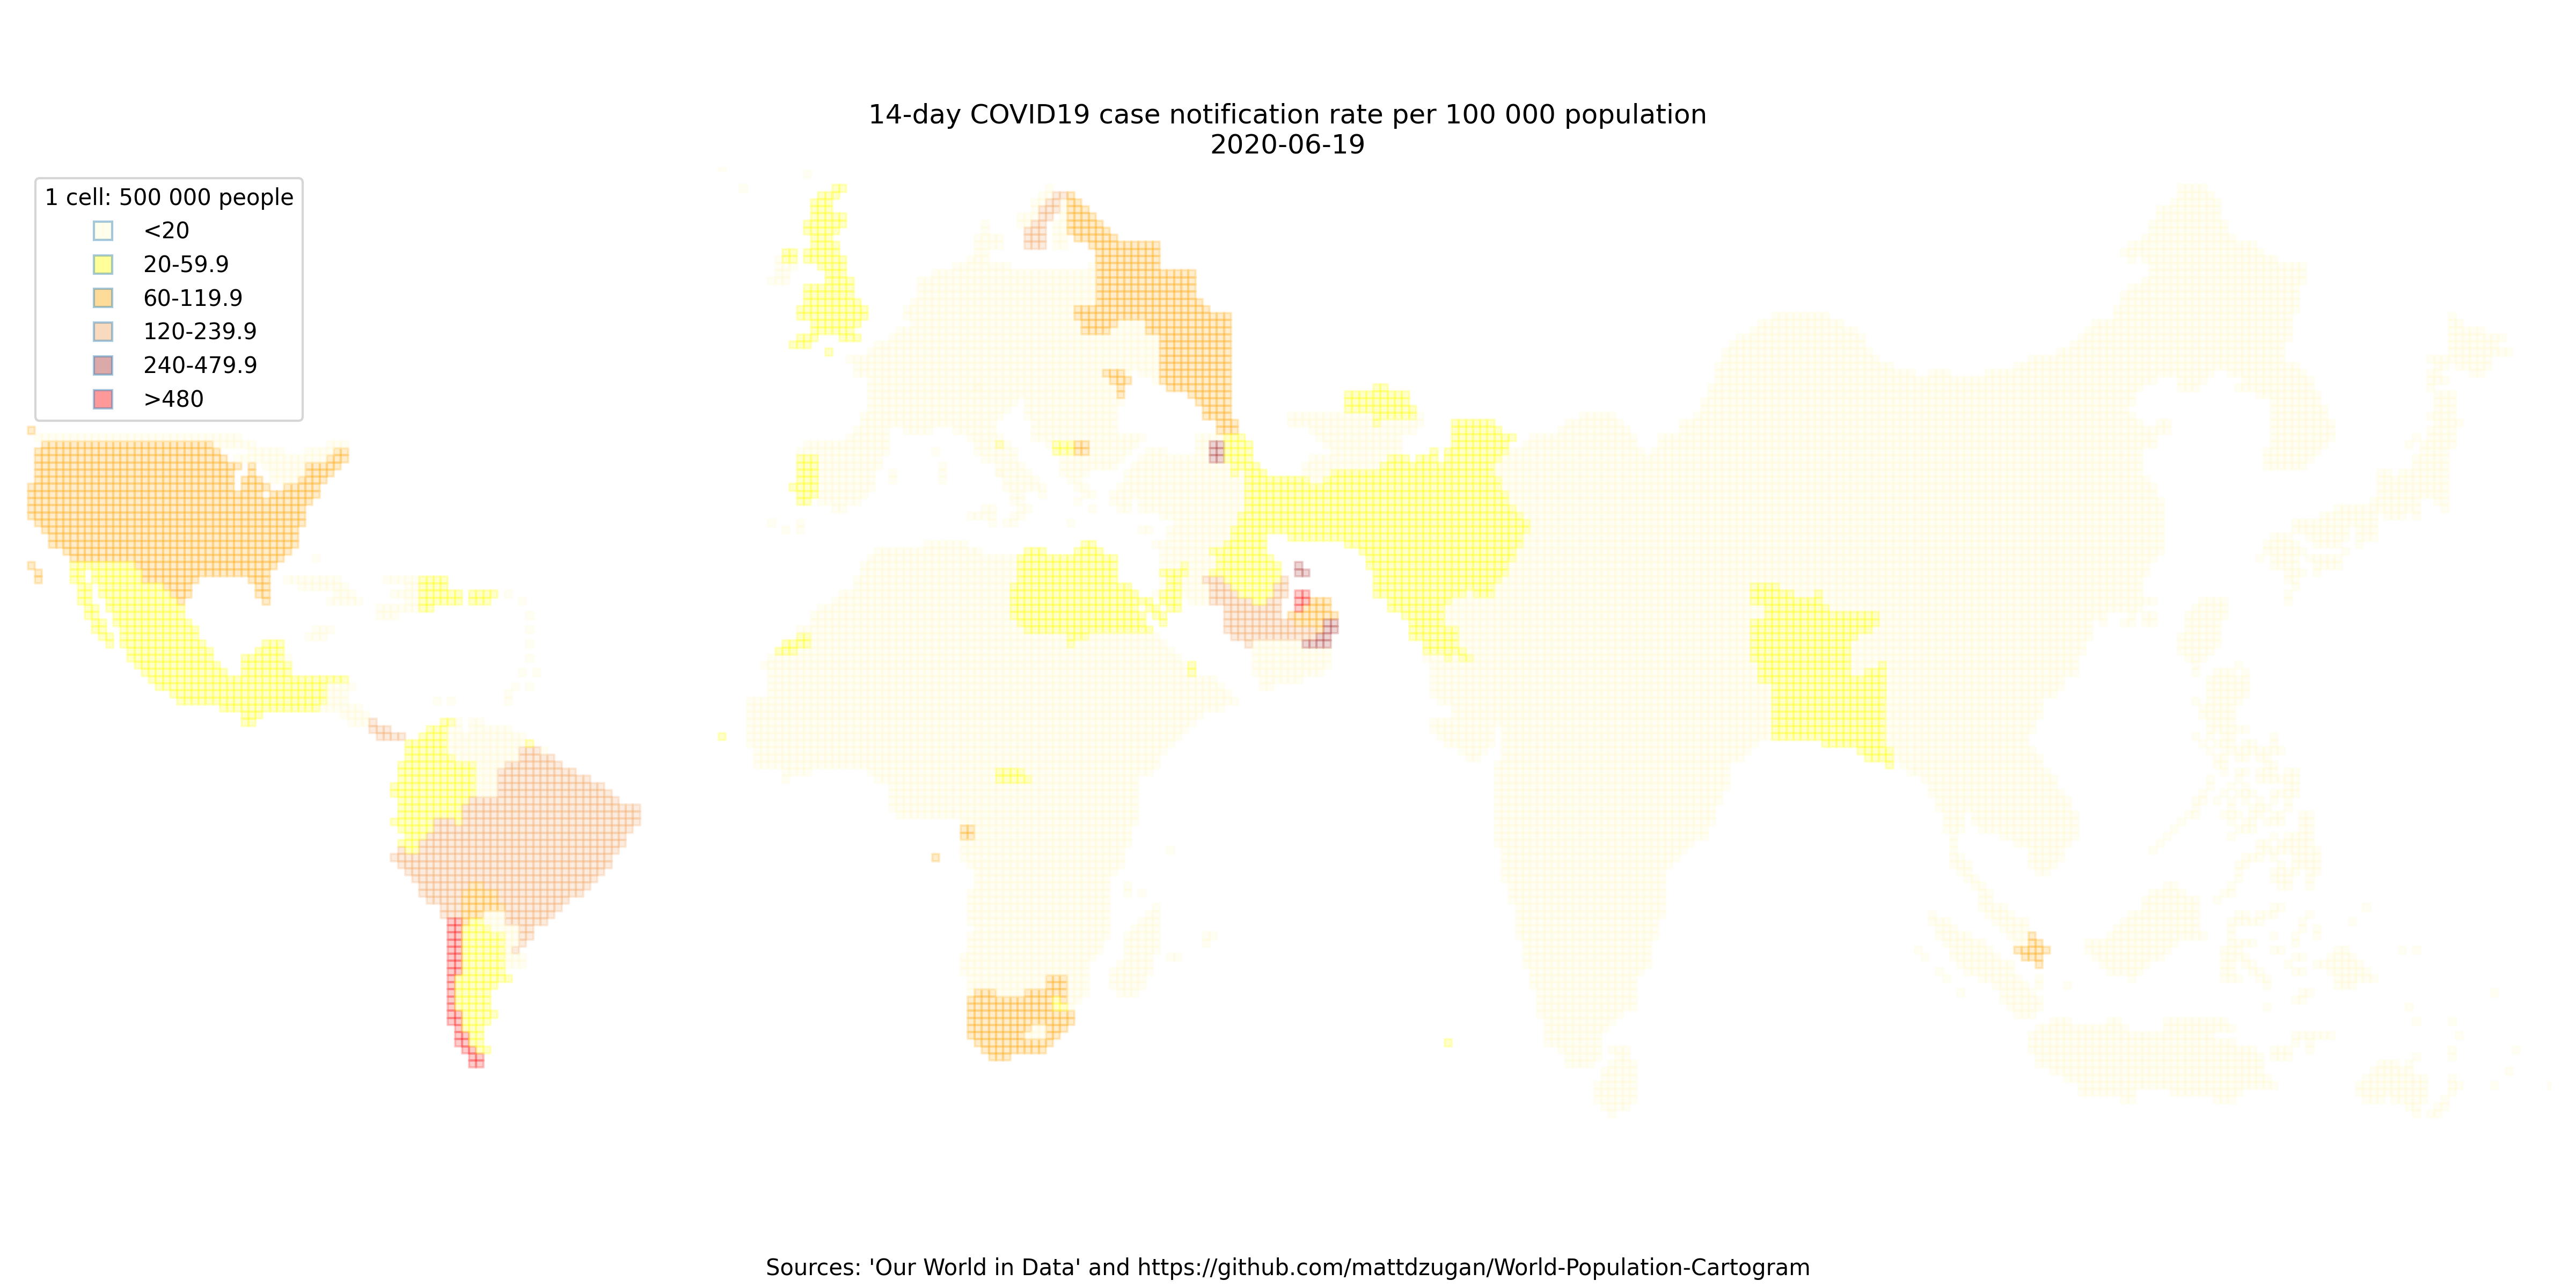 14-day COVID19 case notification rate per 100 000 population
2020-06-19
1 cell: 500 000 people
<20
20-59.9
60-119.9
120-239.9
240-479.9
>480
Sources: 'Our World in Data' and https://github.com/mattdzugan/World-Population-Cartogram